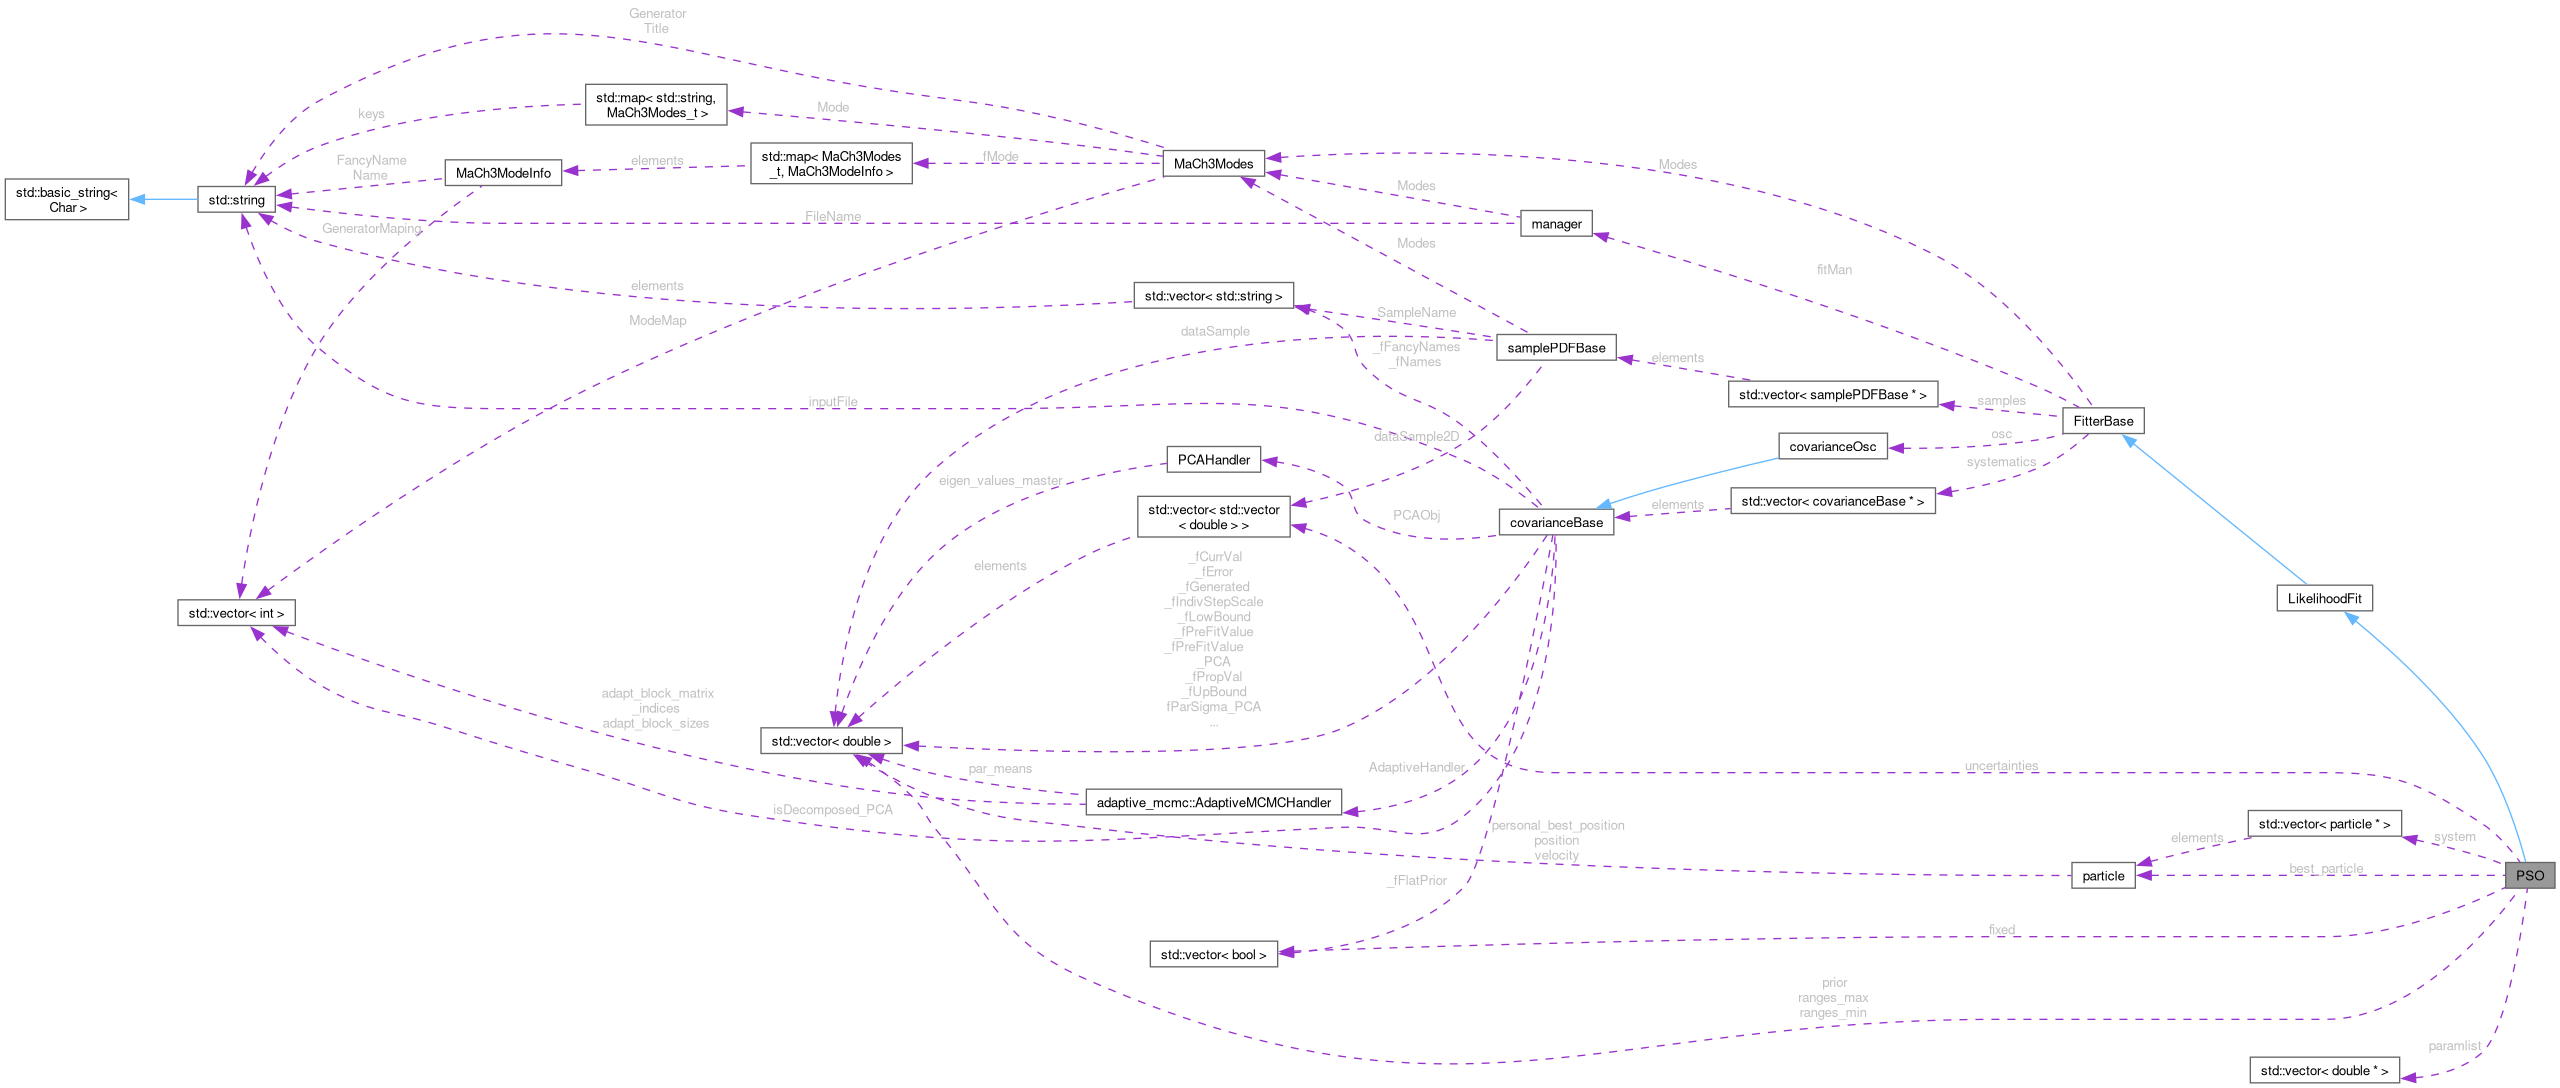 Generator
Title
std::map< std::string,
MaCh3Modes_t >
keys
Mode
std::map< MaCh3Modes
_t, MaCh3ModeInfo >
fMode
elements
MaCh3Modes
MaCh3ModeInfo
FancyName
Name
std::basic_string<
Char >
std::string
Modes
Modes
FileName
manager
GeneratorMaping
Modes
fitMan
elements
std::vector< std::string >
SampleName
ModeMap
dataSample
_fFancyNames
_fNames
samplePDFBase
elements
std::vector< samplePDFBase * >
samples
inputFile
FitterBase
dataSample2D
osc
covarianceOsc
PCAHandler
systematics
eigen_values_master
std::vector< covarianceBase * >
elements
std::vector< std::vector
< double > >
PCAObj
covarianceBase
elements
_fCurrVal
_fError
_fGenerated
_fIndivStepScale
_fLowBound
_fPreFitValue
_fPreFitValue
_PCA
_fPropVal
_fUpBound
fParSigma_PCA
...
LikelihoodFit
std::vector< int >
adapt_block_matrix
_indices
adapt_block_sizes
std::vector< double >
par_means
AdaptiveHandler
uncertainties
adaptive_mcmc::AdaptiveMCMCHandler
isDecomposed_PCA
personal_best_position
position
velocity
std::vector< particle * >
elements
system
best_particle
particle
PSO
_fFlatPrior
fixed
std::vector< bool >
prior
ranges_max
ranges_min
paramlist
std::vector< double * >